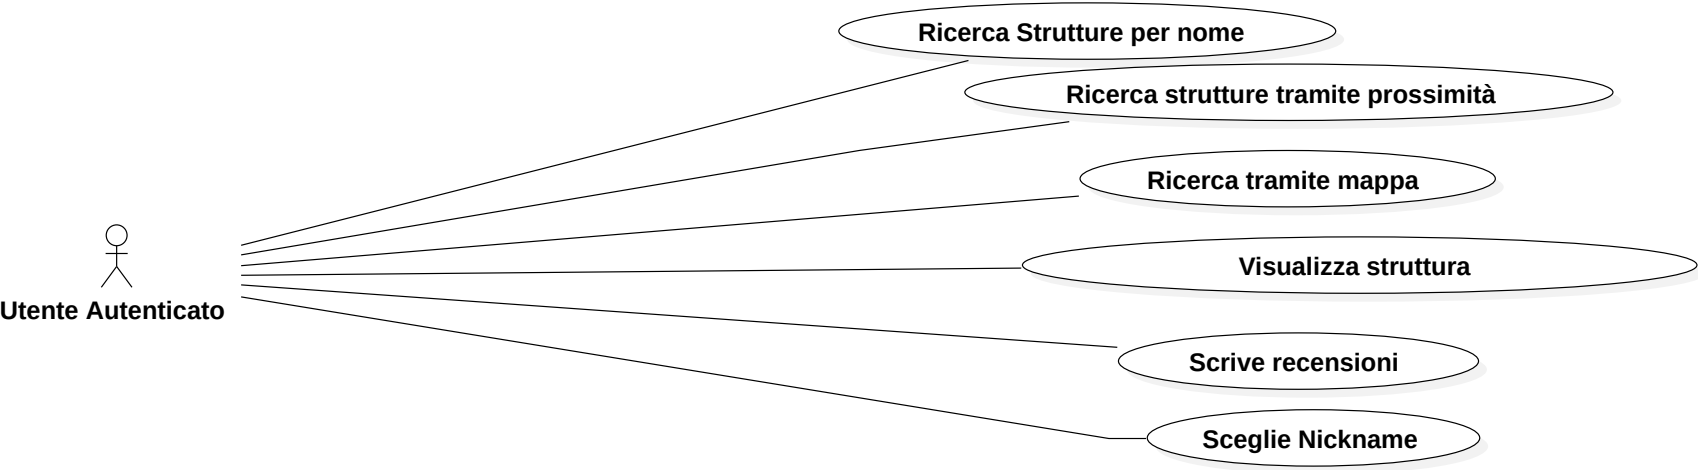 Ricerca Strutture per nome
Ricerca strutture tramite prossimità
Ricerca tramite mappa
Visualizza struttura
Utente Autenticato
Scrive recensioni
Sceglie Nickname